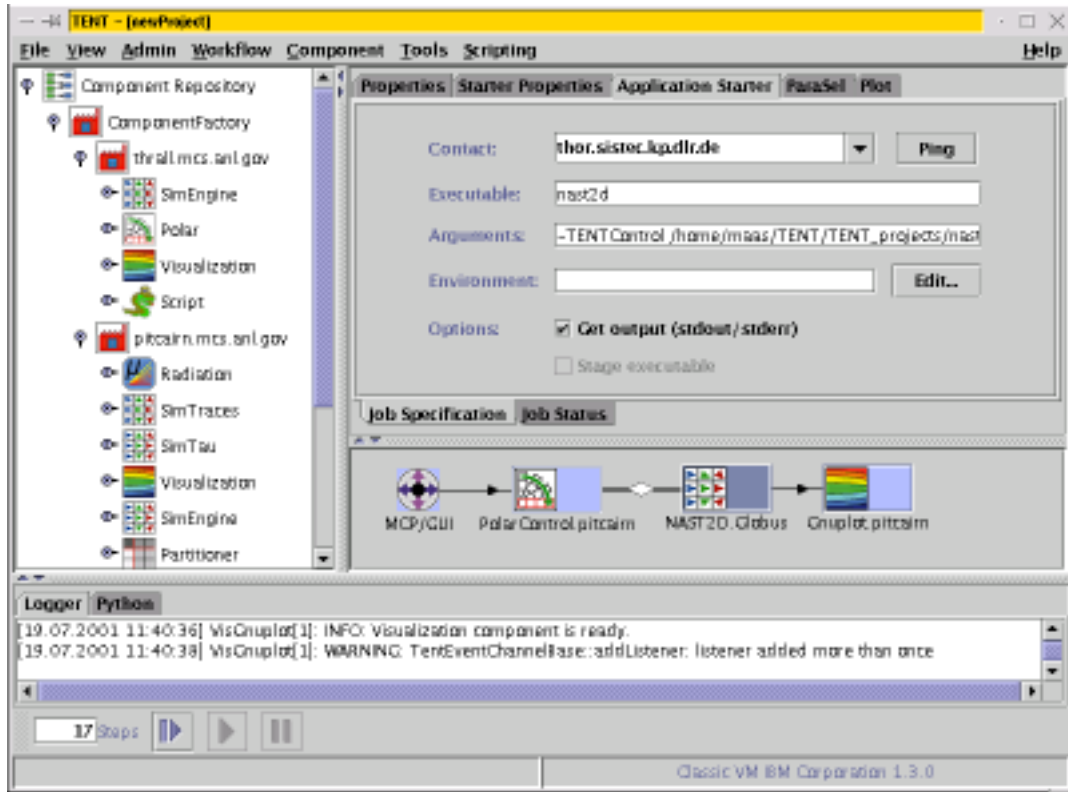 TENT - [newProject]
File View Admin Workflow Component Tools Scripting Help
Component Repository
ComponentFactory
thrall.mcs.anl.gov
SimEngine
Polar
Visualization
Script
pitcairn.mcs.anl.gov
Radiation
SimTraces
SimTau
Visualization
SimEngine
Partitioner
Properties Starter Properties Application Starter ParaSel Plot
Contact: thor.sistec.kp.dlr.de Ping
Executable: nast2d
Arguments: -TENTControl /home/maas/TENT/TENT_projects/nast
Environment: Edit...
Options: Get output (stdout/stderr)
Stage executable
Job Specification Job Status
MCP/GUI PolarControl.pitcairn NAST2D.Globus Gnuplot.pitcairn
Logger Python
[19.07.2001 11:40:36] VisGnuplot[1]: INFO: Visualization component is ready.
[19.07.2001 11:40:38] VisGnuplot[1]: WARNING: TentEventChannelBase::addListener: listener added more than once
17 Steps
Classic VM IBM Corporation 1.3.0